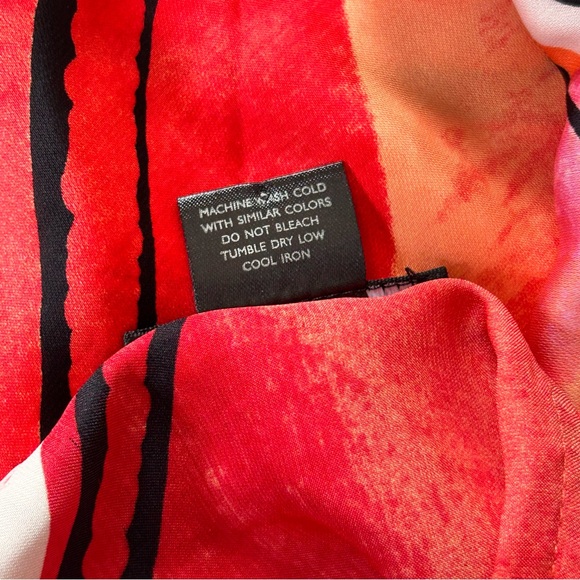 MACHINE WASH COLD
WITH SIMILAR COLORS
DO NOT BLEACH
TUMBLE DRY LOW
COOL IRON